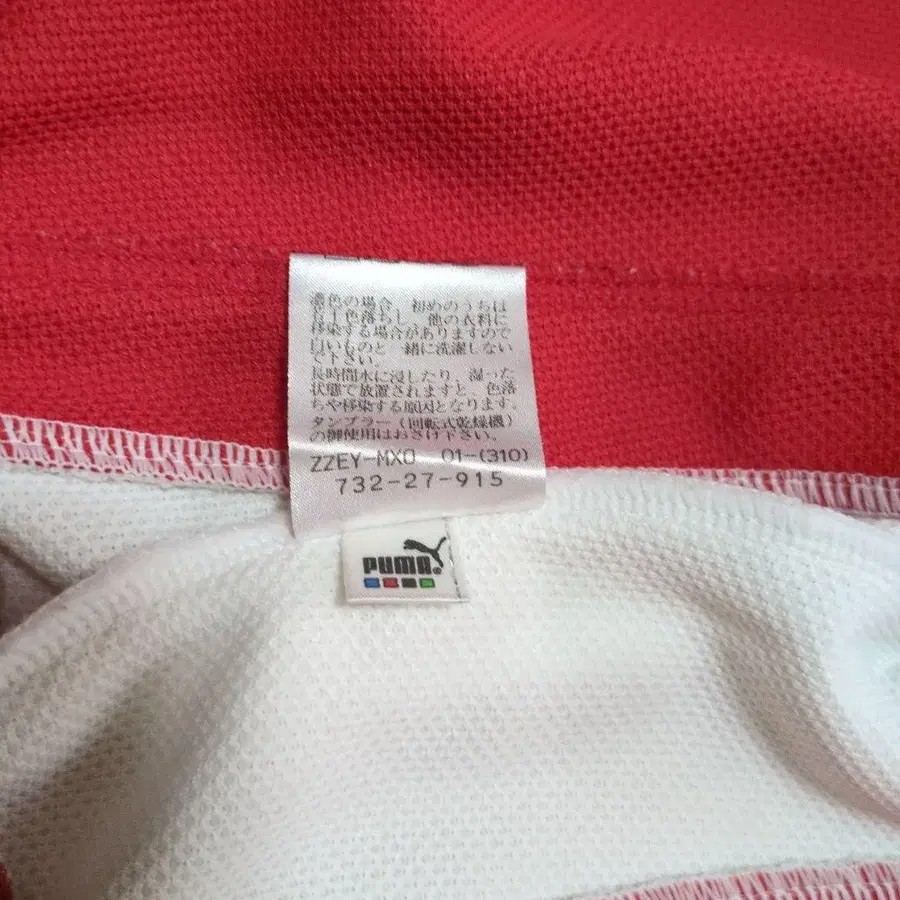 濃色の場合 初めのうちは
若干色落ちし、他の衣料に
移染する場合がありますので
白いものと一緒に洗濯しない
で下さい。
長時間水に浸したり、湿った
状態で放置されますと、色落
ちや移染する原因となります。
タンブラー(回転式乾燥機)
の御使用はおさけ下さい。
ZZEY-MX0 01-(310)
732-27-915
PUMA®